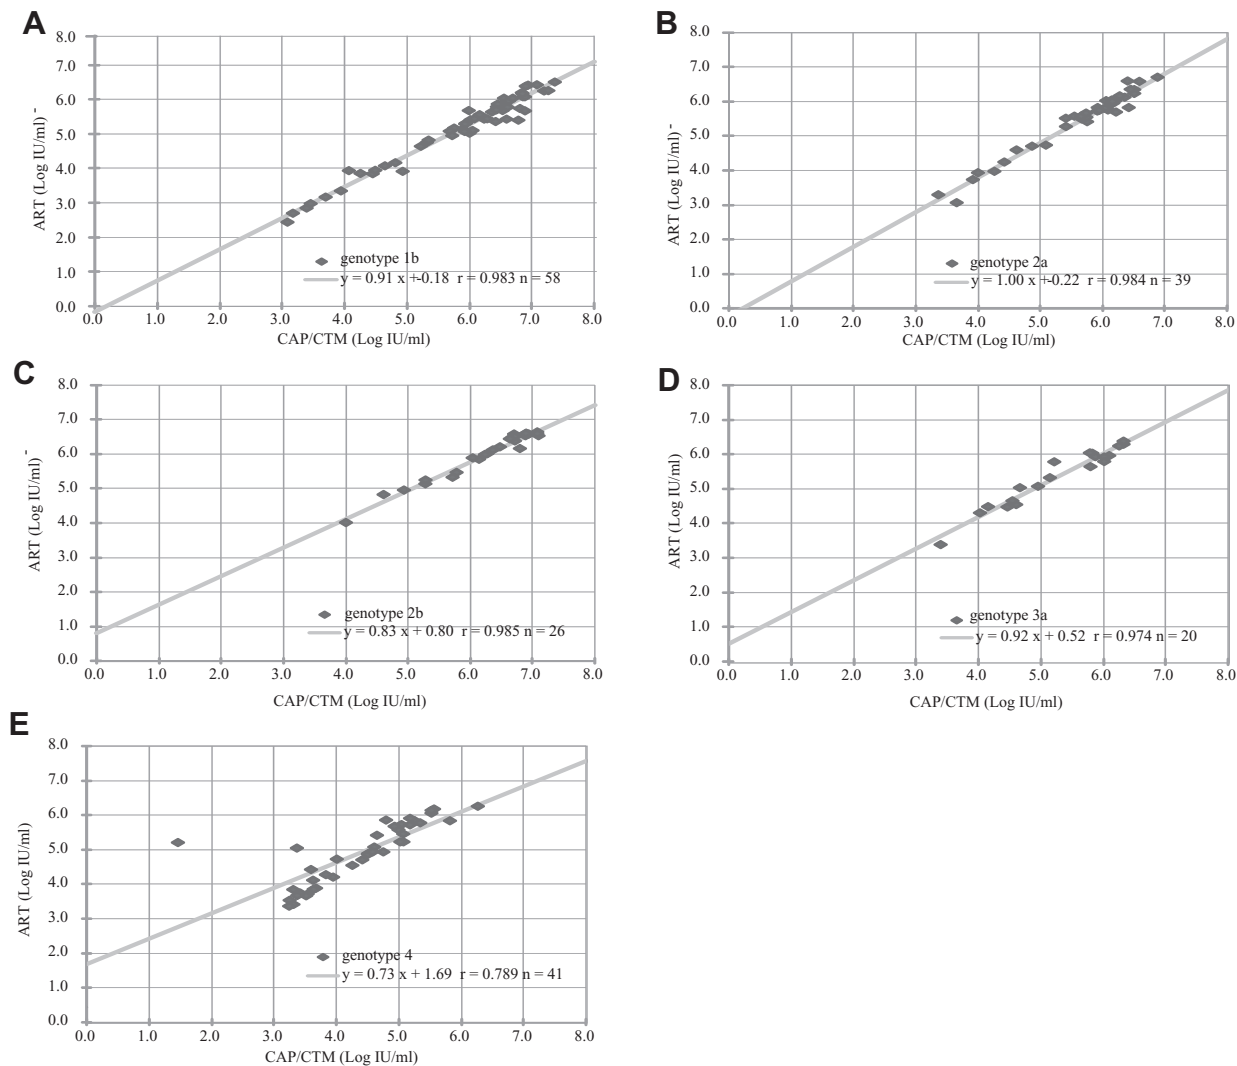 A
8.0
7.0
6.0
5.0
4.0
3.0
2.0
1.0
0.0
ART (Log IU/ml) -
genotype 1b
y = 0.91 x +-0.18 r = 0.983 n = 58
0.0 1.0 2.0 3.0 4.0 5.0 6.0 7.0 8.0
CAP/CTM (Log IU/ml)
B
8.0
7.0
6.0
5.0
4.0
3.0
2.0
1.0
0.0
ART (Log IU/ml) -
genotype 2a
y = 1.00 x +-0.22 r = 0.984 n = 39
0.0 1.0 2.0 3.0 4.0 5.0 6.0 7.0 8.0
CAP/CTM (Log IU/ml)
C
8.0
7.0
6.0
5.0
4.0
3.0
2.0
1.0
0.0
ART (Log IU/ml) -
genotype 2b
y = 0.83 x + 0.80 r = 0.985 n = 26
0.0 1.0 2.0 3.0 4.0 5.0 6.0 7.0 8.0
CAP/CTM (Log IU/ml)
D
8.0
7.0
6.0
5.0
4.0
3.0
2.0
1.0
0.0
ART (Log IU/ml)
genotype 3a
y = 0.92 x + 0.52 r = 0.974 n = 20
0.0 1.0 2.0 3.0 4.0 5.0 6.0 7.0 8.0
CAP/CTM (Log IU/ml)
E
8.0
7.0
6.0
5.0
4.0
3.0
2.0
1.0
0.0
ART (Log IU/ml)
genotype 4
y = 0.73 x + 1.69 r = 0.789 n = 41
0.0 1.0 2.0 3.0 4.0 5.0 6.0 7.0 8.0
CAP/CTM (Log IU/ml)